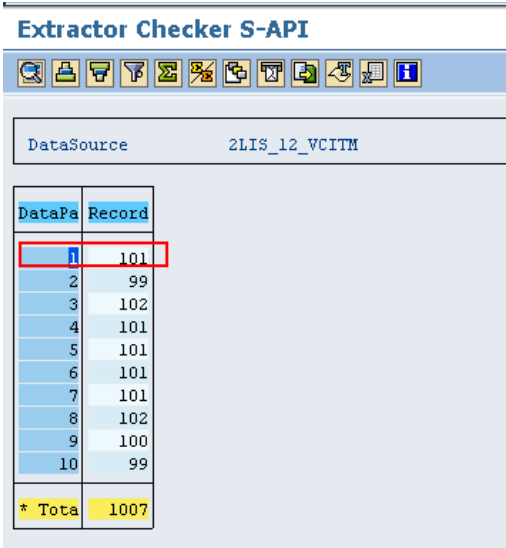 Extractor Checker S-API
DataSource 2LIS_12_VCITM
DataPa Record
1 101
2 99
3 102
4 101
5 101
6 101
7 101
8 102
9 100
10 99
* Tota 1007